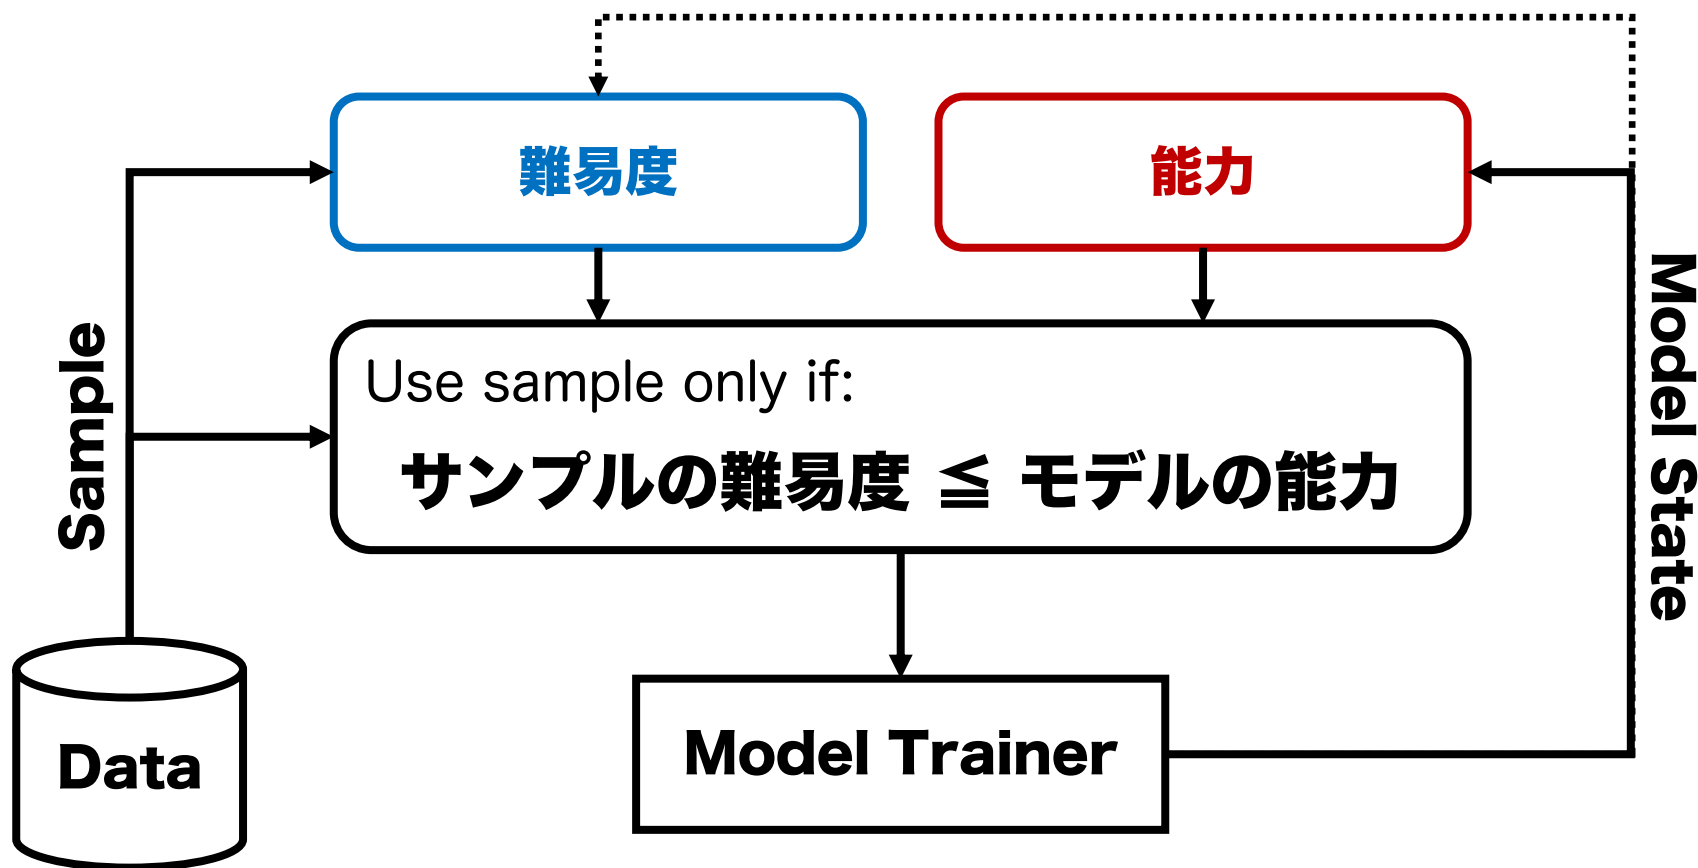 難易度
能力
Sample
Use sample only if:
サンプルの難易度 ≦ モデルの能力
Model State
Data
Model Trainer